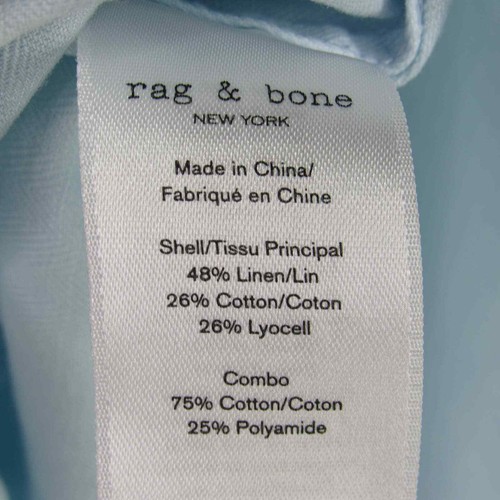 rag & bone
NEW YORK
Made in China/
Fabriqué en Chine
Shell/Tissu Principal
48% Linen/Lin
26% Cotton/Coton
26% Lyocell
Combo
75% Cotton/Coton
25% Polyamide